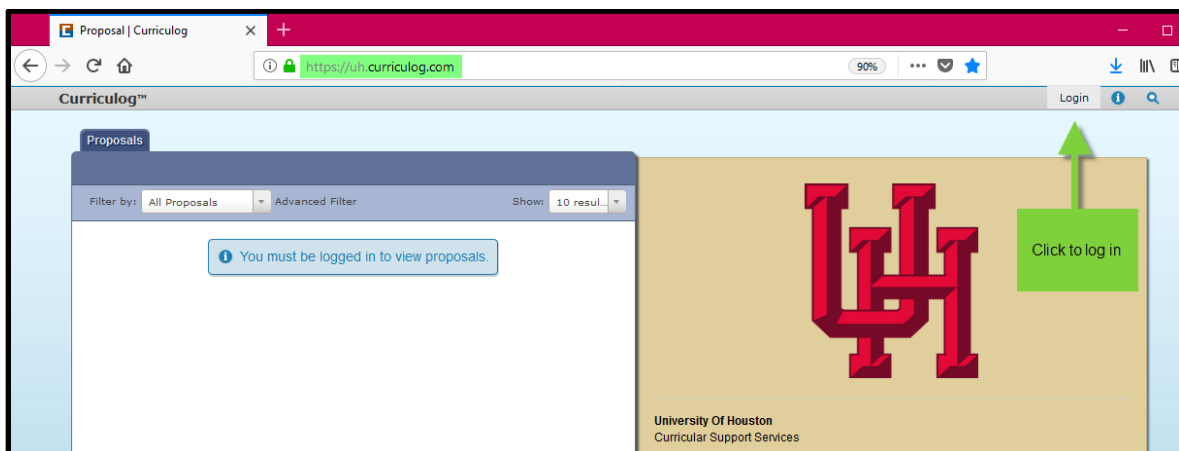 Proposal | Curriculog
https://uh.curriculog.com
90%
Curriculog™
Login
Proposals
Filter by: All Proposals Advanced Filter Show: 10 resul...
You must be logged in to view proposals.
Click to log in
UH
University Of Houston
Curricular Support Services